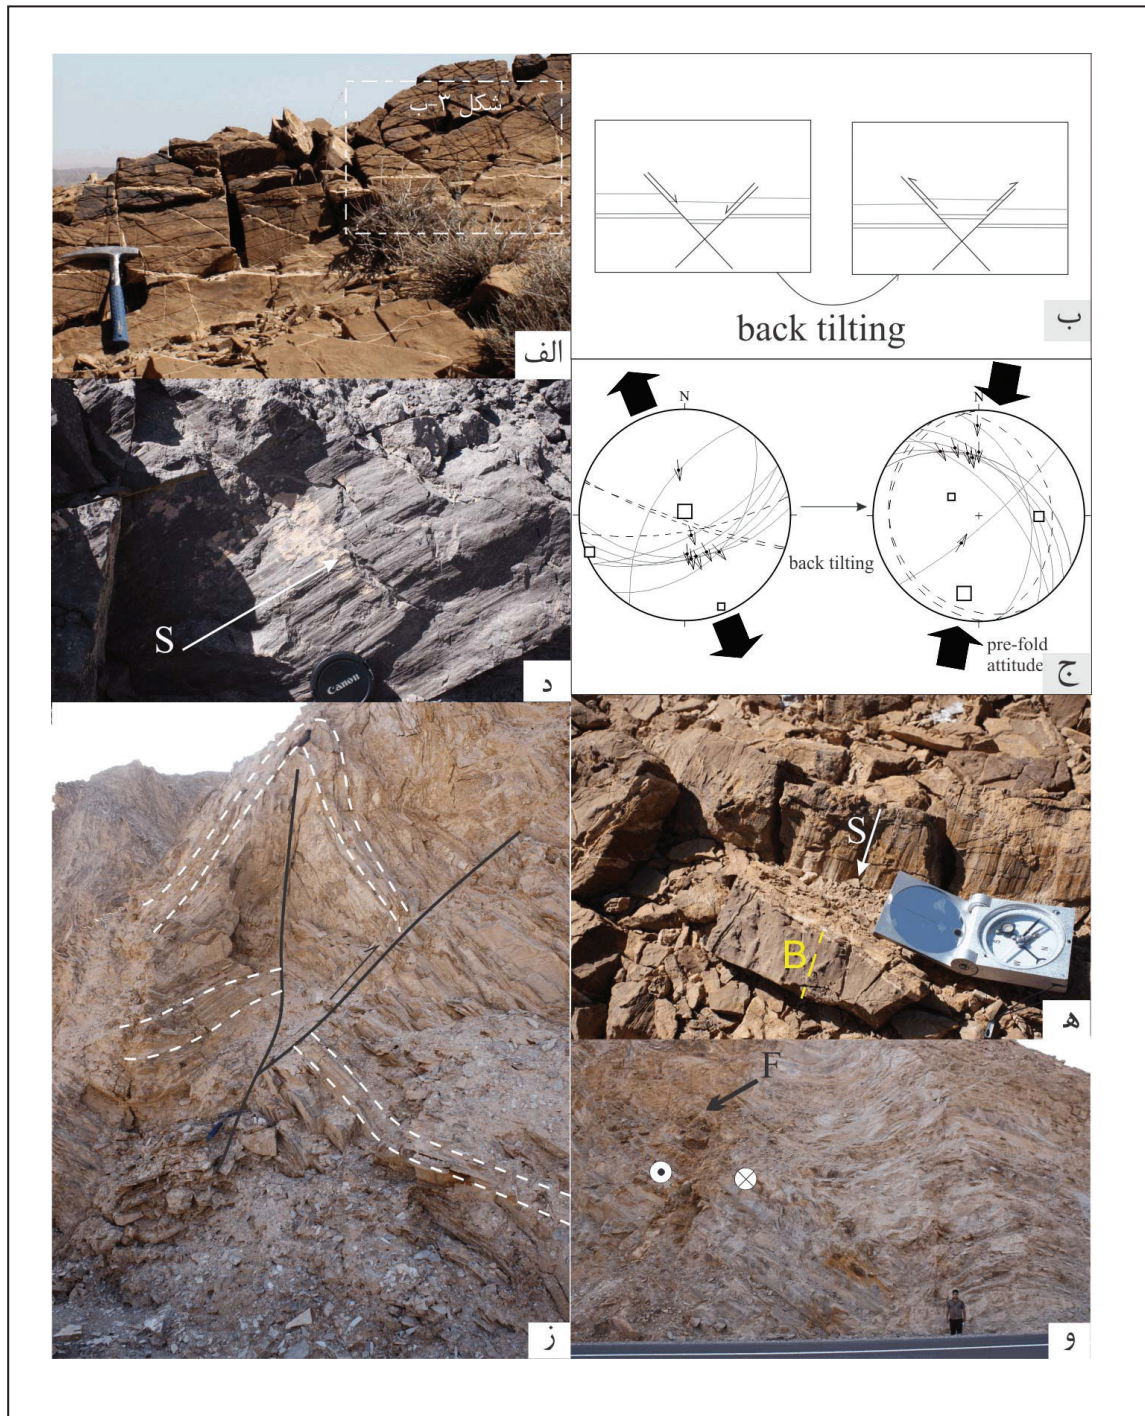 شکل ۳-ب
الف
back tilting
ب
N
N
back tilting
pre-fold
attitude
ج
S
Canon
د
S
B
ه
F
و
ز